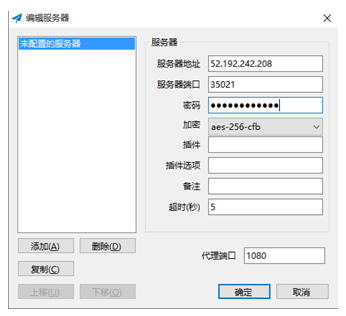 编辑服务器
未配置的服务器
服务器
服务器地址 52.192.242.208
服务器端口 35021
密码 ●●●●●●●●●●●●
加密 aes-256-cfb
插件
插件选项
备注
超时(秒) 5
添加(A) 删除(D)
代理端口 1080
复制(C)
上移(U) 下移(O) 确定 取消